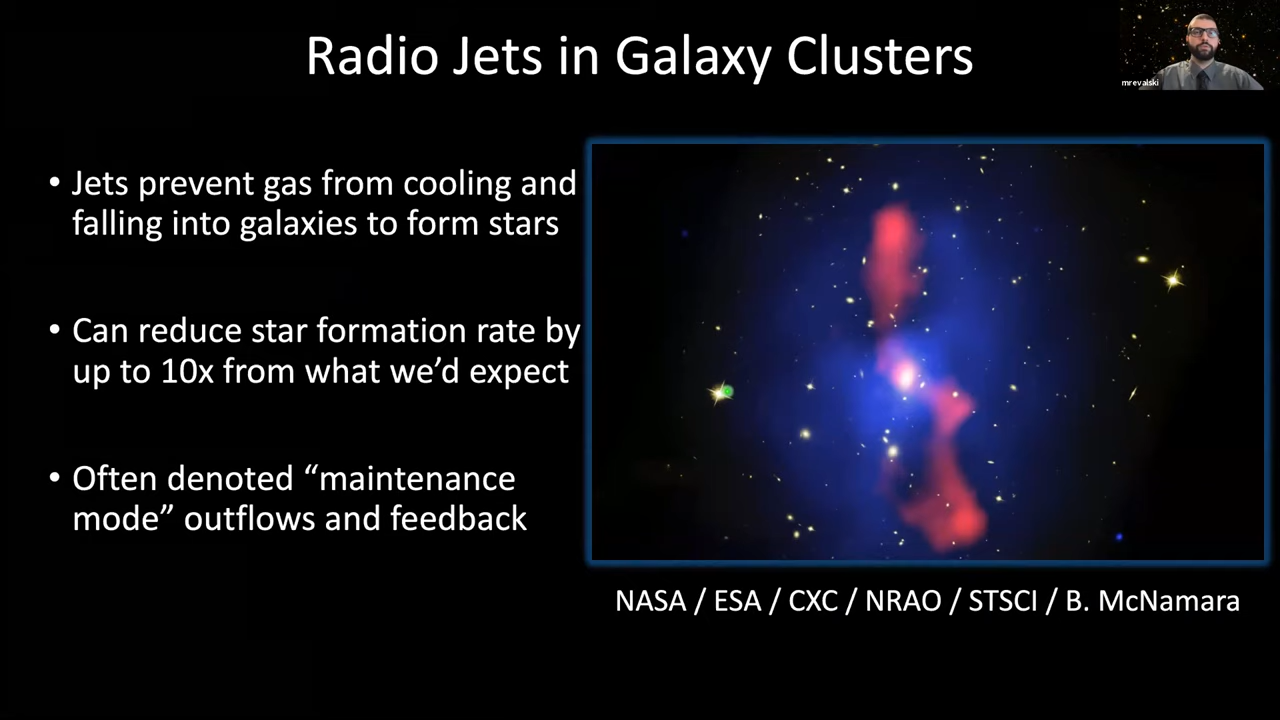 Radio Jets in Galaxy Clusters
mrevalski
• Jets prevent gas from cooling and
falling into galaxies to form stars
• Can reduce star formation rate by
up to 10x from what we’d expect
• Often denoted “maintenance
mode” outflows and feedback
NASA / ESA / CXC / NRAO / STSCI / B. McNamara